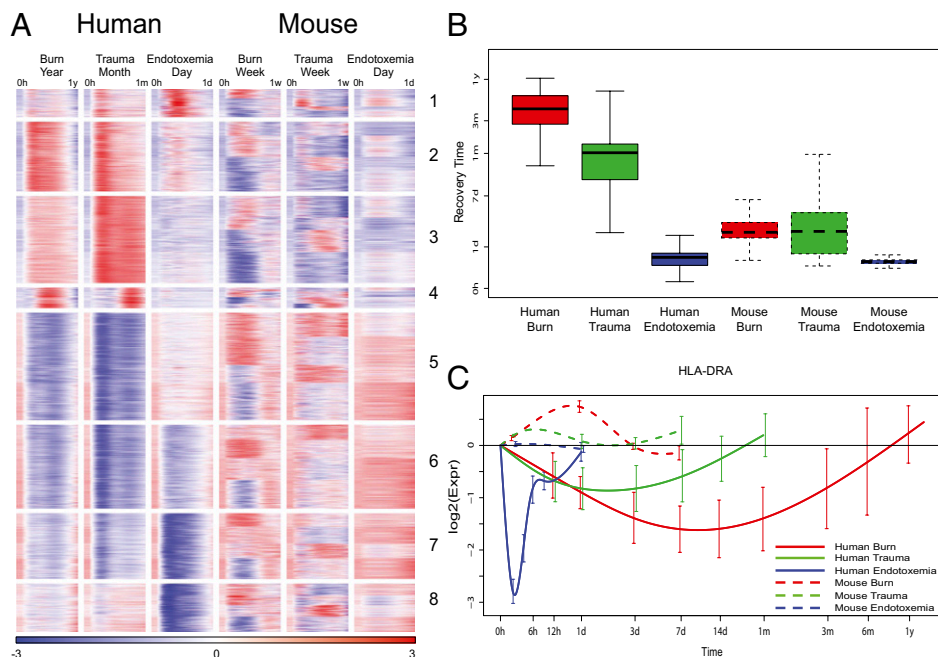 A Human Mouse
Burn Year Trauma Month Endotoxemia Day Burn Week Trauma Week Endotoxemia Day
0h 1y 0h 1m 0h 1d 0h 1w 0h 1w 0h 1d
1
2
3
4
5
6
7
8
-3 0 3
B
Recovery Time
1y
3m
1m
7d
1d
0h
Human Burn Human Trauma Human Endotoxemia Mouse Burn Mouse Trauma Mouse Endotoxemia
C HLA-DRA
log2(Expr)
0
-1
-2
-3
Human Burn
Human Trauma
Human Endotoxemia
Mouse Burn
Mouse Trauma
Mouse Endotoxemia
0h 6h 12h 1d 3d 7d 14d 1m 3m 6m 1y
Time